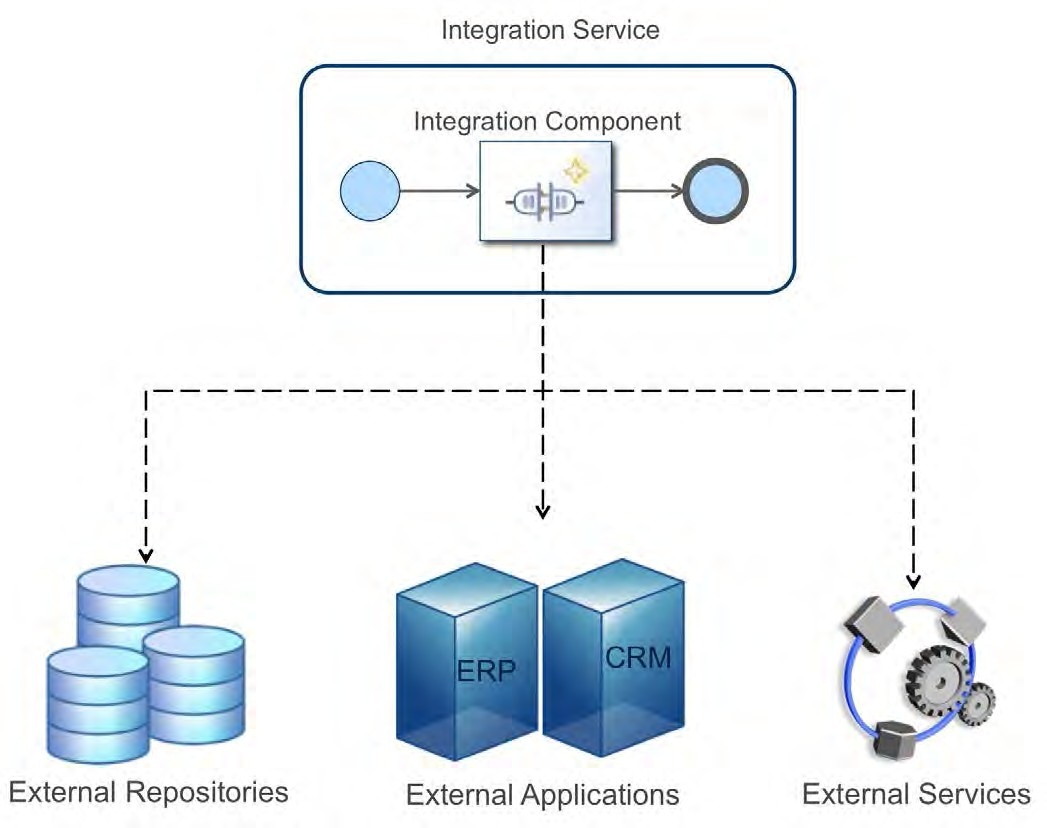 Integration Service
Integration Component
ERP
CRM
External Repositories
External Applications
External Services